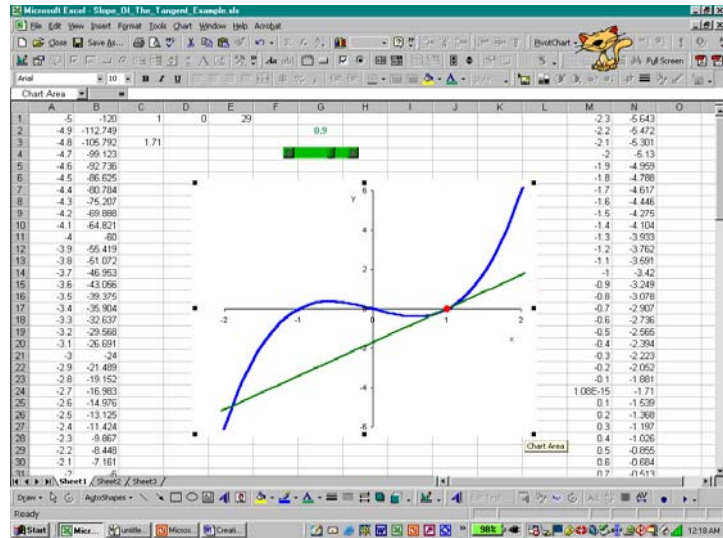 Microsoft Excel - Slope_Of_The_Tangent_Example.xls
File Edit View Insert Format Tools Chart Window Help Acrobat
Close Save As... PivotChart Full Screen
Arial 10 B I U
Chart Area =
A B C D E F G H I J K L M N O
1 -5 -120 1 0 29 -2.3 -5.643
2 -4.9 -112.749 0.9 -2.2 -5.472
3 -4.8 -105.792 1.71 -2.1 -5.301
4 -4.7 -99.123 -2 -5.13
5 -4.6 -92.736 -1.9 -4.959
6 -4.5 -86.625 -1.8 -4.788
7 -4.4 -80.784 -1.7 -4.617
8 -4.3 -75.207 -1.6 -4.446
9 -4.2 -69.888 -1.5 -4.275
10 -4.1 -64.821 -1.4 -4.104
11 -4 -60 -1.3 -3.933
12 -3.9 -55.419 -1.2 -3.762
13 -3.8 -51.072 -1.1 -3.591
14 -3.7 -46.953 -1 -3.42
15 -3.6 -43.056 -0.9 -3.249
16 -3.5 -39.375 -0.8 -3.078
17 -3.4 -35.904 -0.7 -2.907
18 -3.3 -32.637 -0.6 -2.736
19 -3.2 -29.568 -0.5 -2.565
20 -3.1 -26.691 -0.4 -2.394
21 -3 -24 -0.3 -2.223
22 -2.9 -21.489 -0.2 -2.052
23 -2.8 -19.152 -0.1 -1.881
24 -2.7 -16.983 1.08E-15 -1.71
25 -2.6 -14.976 0.1 -1.539
26 -2.5 -13.125 0.2 -1.368
27 -2.4 -11.424 0.3 -1.197
28 -2.3 -9.867 0.4 -1.026
29 -2.2 -8.448 0.5 -0.855
30 -2.1 -7.161 0.6 -0.684
31 -2 -6 0.7 -0.513
y
6
4
2
-2 -1 0 1 2
x
-2
-4
-6
Chart Area
Sheet1 Sheet2 Sheet3
Draw AutoShapes
Ready
Start Micr... untitle... Micros... Creati... 98% 12:18 AM